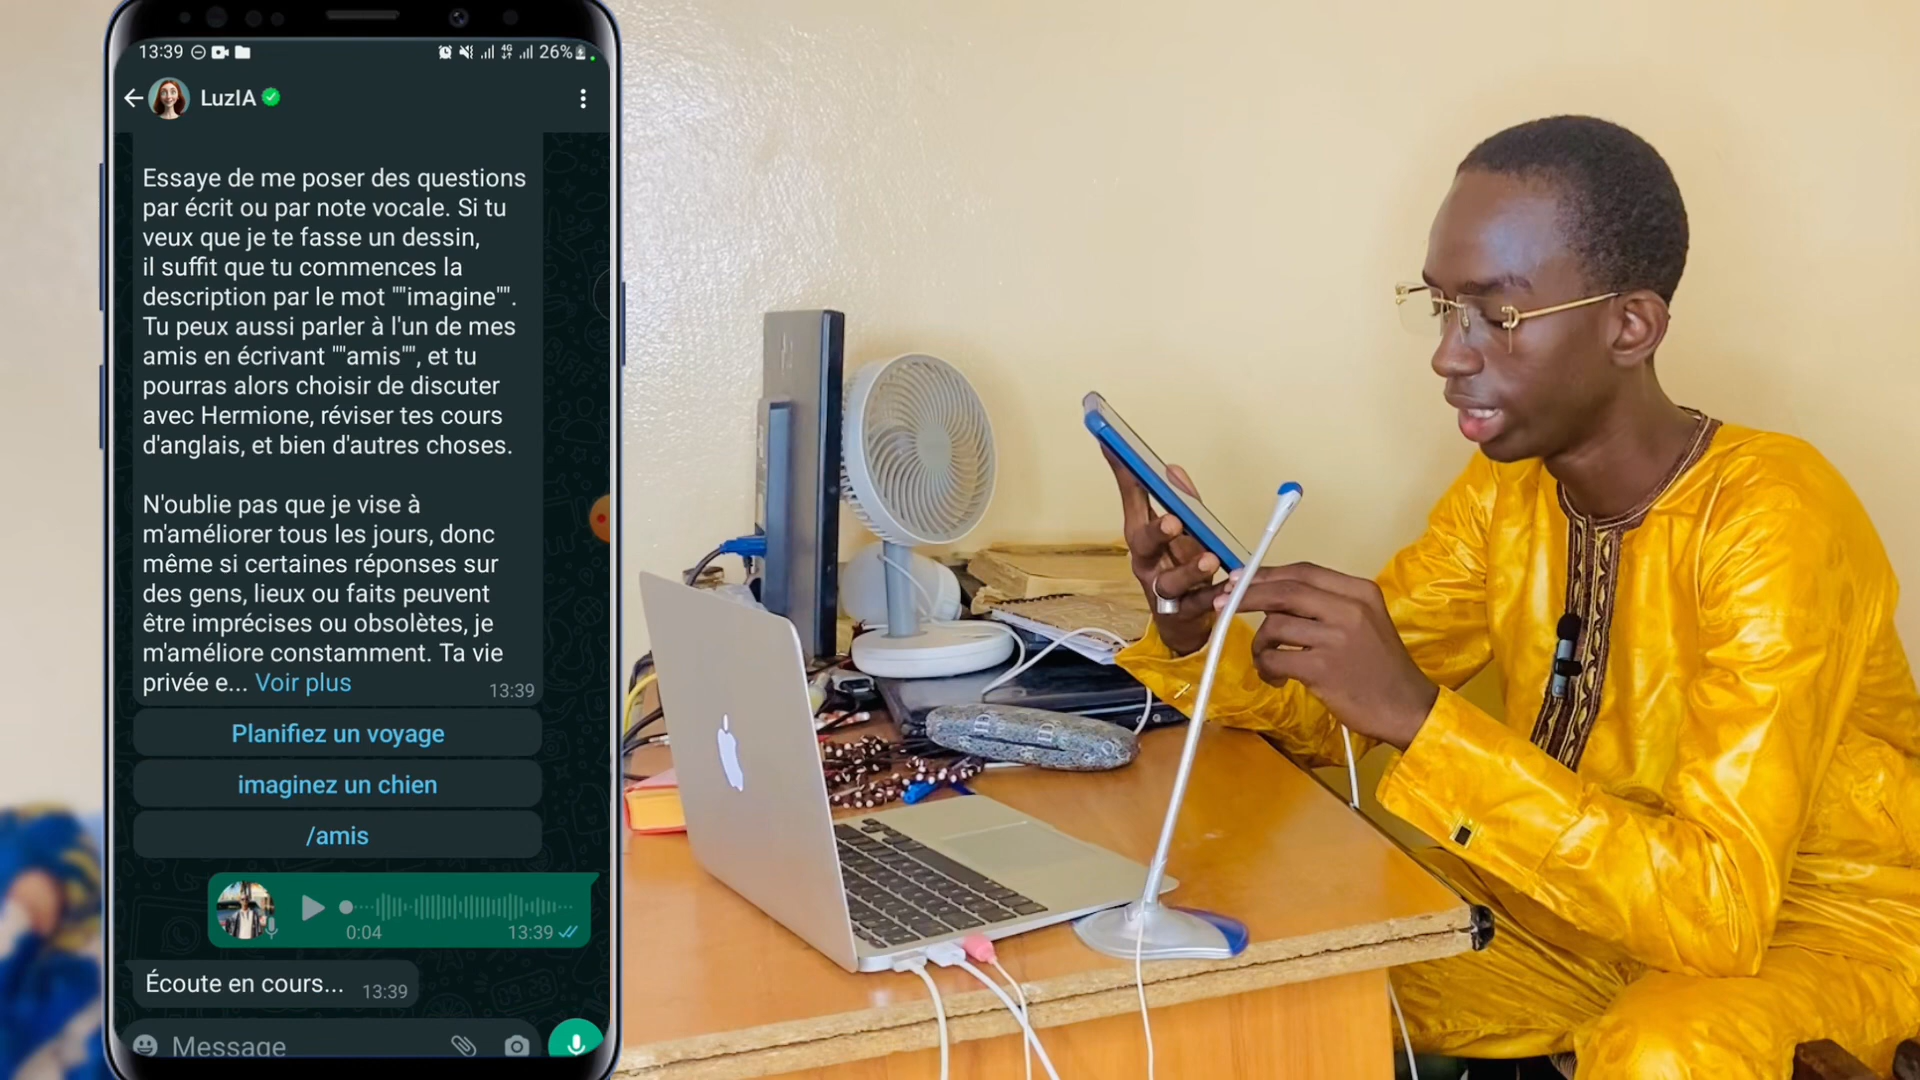 13:39
4G
26%
LuzIA
Essaye de me poser des questions
par écrit ou par note vocale. Si tu
veux que je te fasse un dessin,
il suffit que tu commences la
description par le mot ""imagine"".
Tu peux aussi parler à l'un de mes
amis en écrivant ""amis"", et tu
pourras alors choisir de discuter
avec Hermione, réviser tes cours
d'anglais, et bien d'autres choses.
N'oublie pas que je vise à
m'améliorer tous les jours, donc
même si certaines réponses sur
des gens, lieux ou faits peuvent
être imprécises ou obsolètes, je
m'améliore constamment. Ta vie
privée e... Voir plus
13:39
Planifiez un voyage
imaginez un chien
/amis
0:04
13:39
Écoute en cours...
13:39
Message